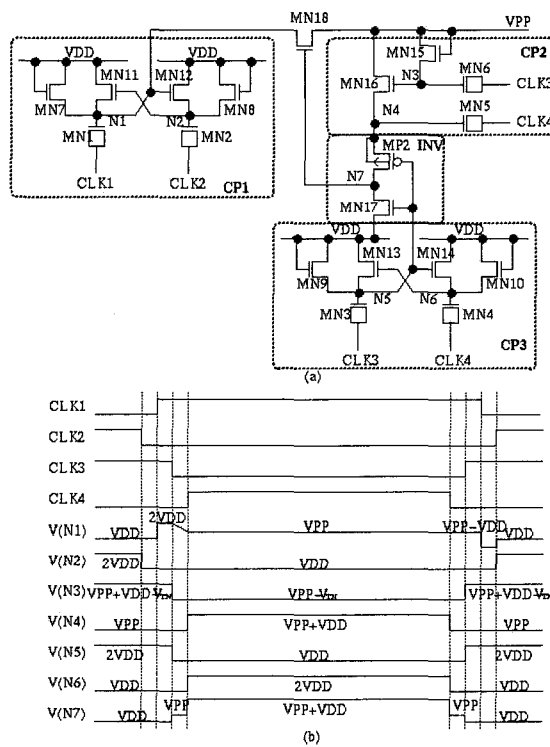 MN18 VPP
VDD VDD MN15 CP2
MN11 MN12 MN16 N3 MN6 CLK3
MN7 MN8 MN5
MN1 N1 N2 MN2 N4 CLK4
MP2 INV
CLK1 CLK2 N7
CP1 MN17
VDD VDD
MN13 MN14
MN9 N5 N6 MN10
MN3 MN4
CLK3 CLK4 CP3
(a)
CLK1
CLK2
CLK3
CLK4
V(N1) VDD 2VDD VPP VPP-VDD VDD
V(N2) 2VDD VDD 2VDD
V(N3) VPP+VDD-VTN VPP-VTN VPP+VDD-VTN
V(N4) VPP VPP+VDD VPP
V(N5) 2VDD VDD 2VDD
V(N6) VDD 2VDD VDD
V(N7) VDD VPP VPP+VDD VPP VDD
(b)